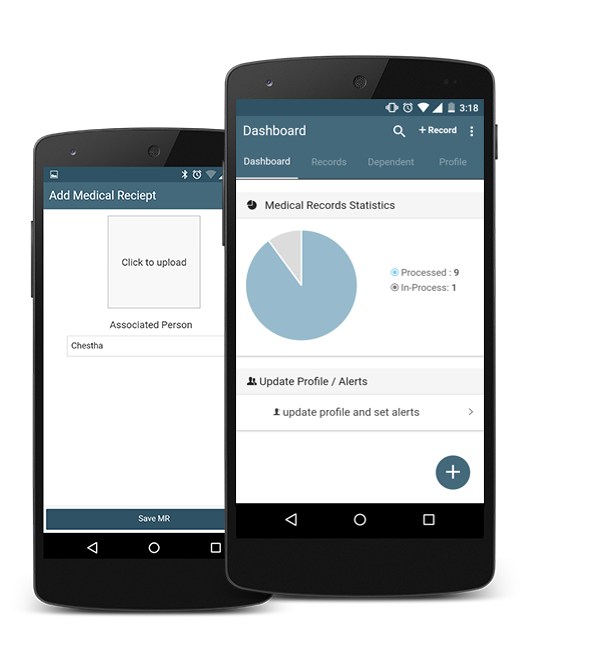 Add Medical Reciept
Click to upload
Associated Person
Chestha
Save MR
3:18
Dashboard
+ Record
Dashboard Records Dependent Profile
Medical Records Statistics
Processed : 9
In-Process: 1
Update Profile / Alerts
update profile and set alerts